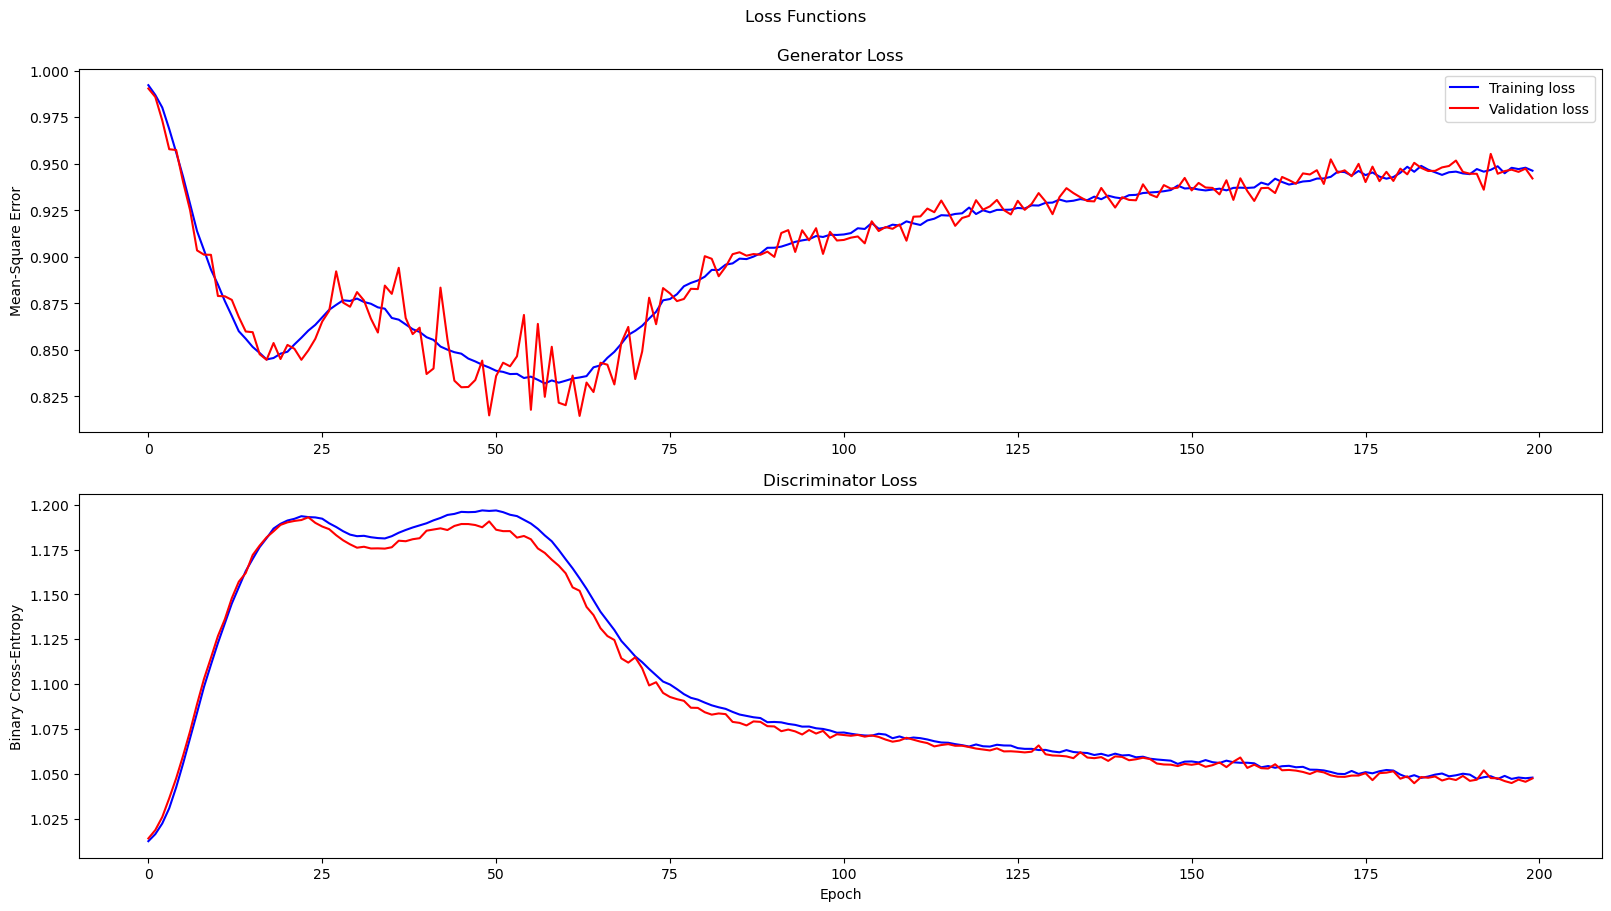 Loss Functions
Generator Loss
Mean-Square Error
1.000
0.975
0.950
0.925
0.900
0.875
0.850
0.825
Training loss
Validation loss
0 25 50 75 100 125 150 175 200
Discriminator Loss
Binary Cross-Entropy
1.200
1.175
1.150
1.125
1.100
1.075
1.050
1.025
0 25 50 75 100 125 150 175 200
Epoch